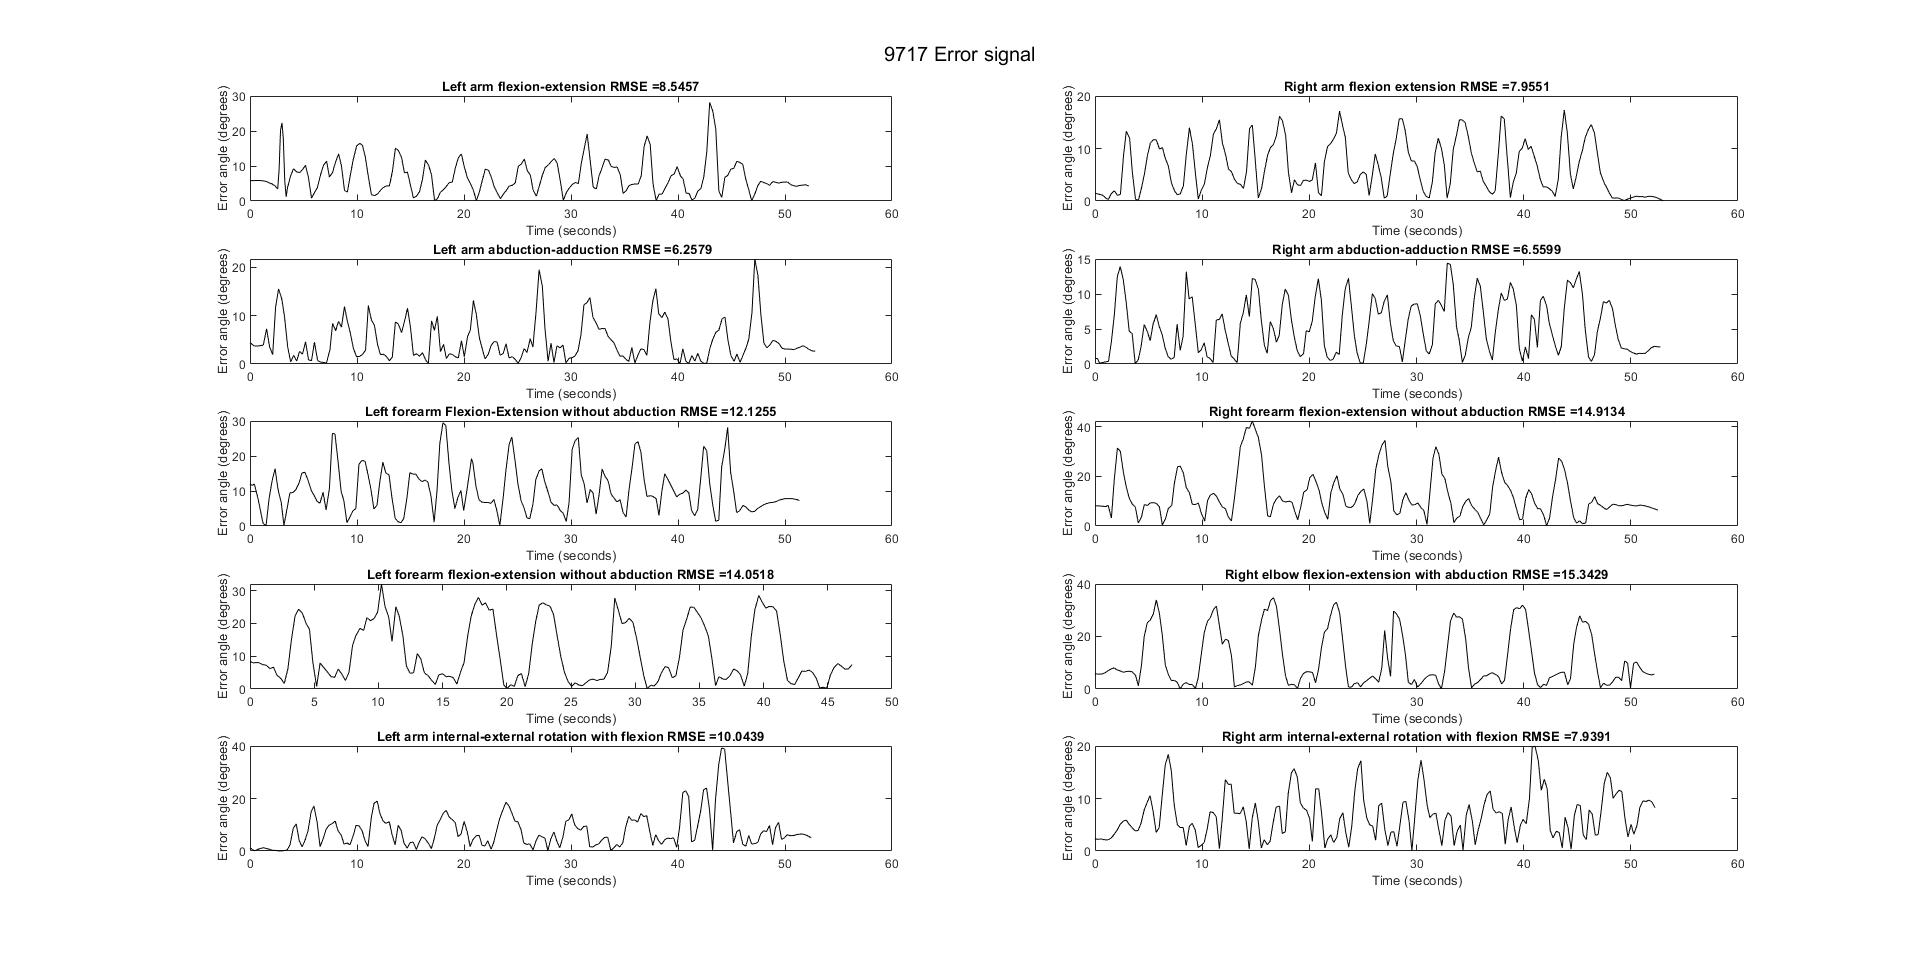 9717 Error signal
Left arm flexion-extension RMSE =8.5457
Error angle (degrees)
30
20
10
0
0 10 20 30 40 50 60
Time (seconds)
Right arm flexion extension RMSE =7.9551
Error angle (degrees)
20
10
0
0 10 20 30 40 50 60
Time (seconds)
Left arm abduction-adduction RMSE =6.2579
Error angle (degrees)
20
10
0
0 10 20 30 40 50 60
Time (seconds)
Right arm abduction-adduction RMSE =6.5599
Error angle (degrees)
15
10
5
0
0 10 20 30 40 50 60
Time (seconds)
Left forearm Flexion-Extension without abduction RMSE =12.1255
Error angle (degrees)
30
20
10
0
0 10 20 30 40 50 60
Time (seconds)
Right forearm flexion-extension without abduction RMSE =14.9134
Error angle (degrees)
40
20
0
0 10 20 30 40 50 60
Time (seconds)
Left forearm flexion-extension without abduction RMSE =14.0518
Error angle (degrees)
30
20
10
0
0 5 10 15 20 25 30 35 40 45 50
Time (seconds)
Right elbow flexion-extension with abduction RMSE =15.3429
Error angle (degrees)
40
20
0
0 10 20 30 40 50 60
Time (seconds)
Left arm internal-external rotation with flexion RMSE =10.0439
Error angle (degrees)
40
20
0
0 10 20 30 40 50 60
Time (seconds)
Right arm internal-external rotation with flexion RMSE =7.9391
Error angle (degrees)
20
10
0
0 10 20 30 40 50 60
Time (seconds)